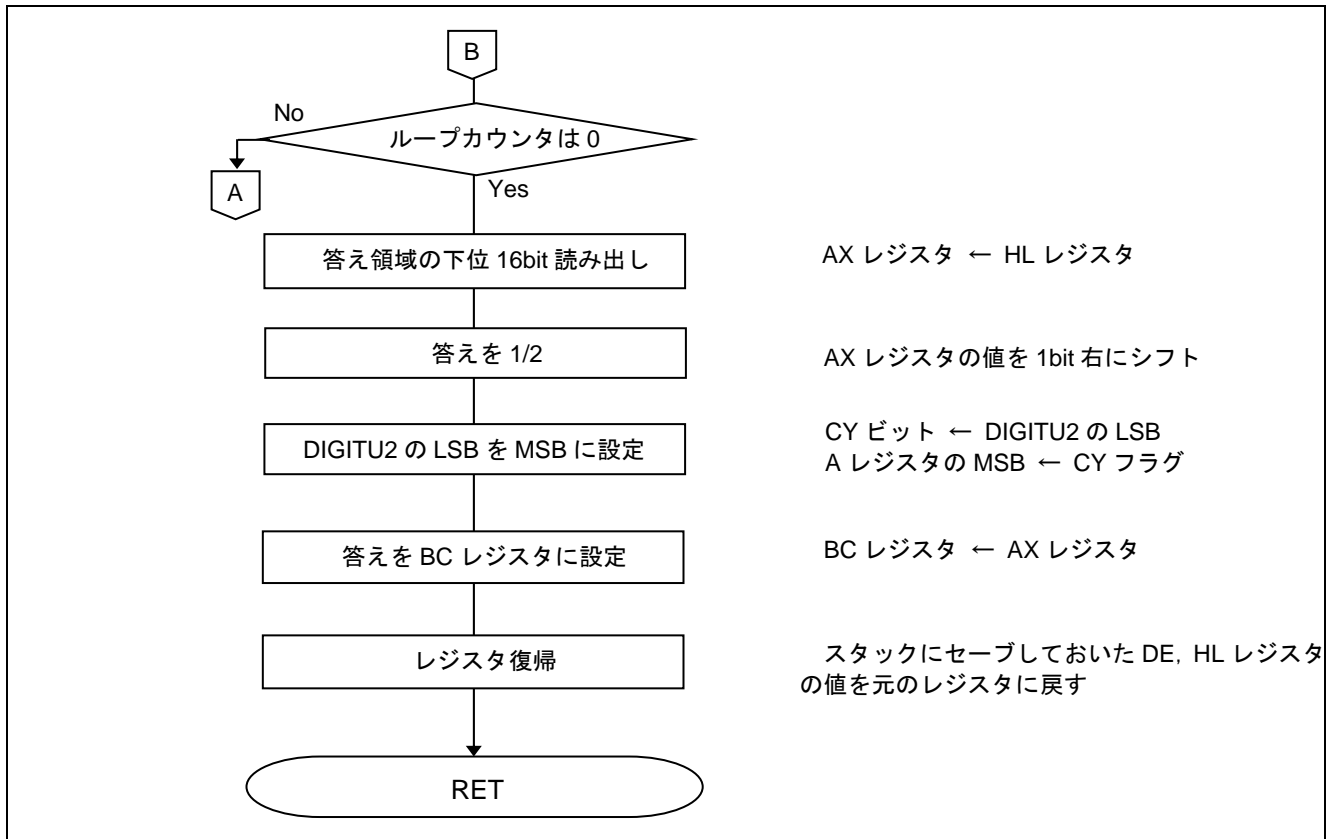 B
No
ループカウンタは 0
A
Yes
答え領域の下位 16bit 読み出し
AX レジスタ ← HL レジスタ
答えを 1/2
AX レジスタの値を 1bit 右にシフト
DIGITU2 の LSB を MSB に設定
CY ビット ← DIGITU2 の LSB
A レジスタの MSB ← CY フラグ
答えを BC レジスタに設定
BC レジスタ ← AX レジスタ
レジスタ復帰
スタックにセーブしておいた DE, HL レジスタ
の値を元のレジスタに戻す
RET